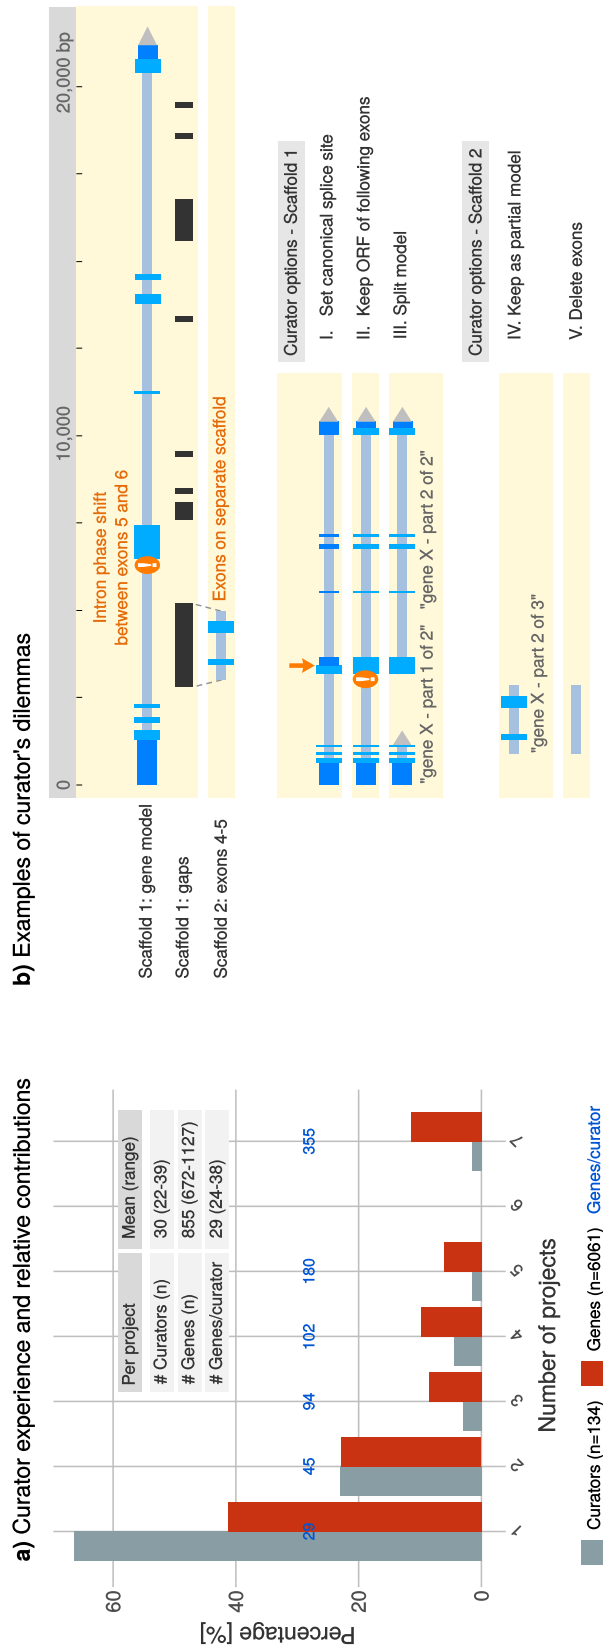 a) Curator experience and relative contributions
Percentage [%]
60
40
20
0
Per project
Mean (range)
# Curators (n)
30 (22-39)
# Genes (n)
855 (672-1127)
# Genes/curator
29 (24-38)
29
45
94
102
180
355
1
2
3
4
5
6
7
Number of projects
Curators (n=134)
Genes (n=6061)
Genes/curator
b) Examples of curator's dilemmas
0
10,000
20,000 bp
Intron phase shift
between exons 5 and 6
Scaffold 1: gene model
Scaffold 1: gaps
Scaffold 2: exons 4-5
Exons on separate scaffold
Curator options - Scaffold 1
I. Set canonical splice site
II. Keep ORF of following exons
III. Split model
"gene X - part 1 of 2"
"gene X - part 2 of 2"
Curator options - Scaffold 2
IV. Keep as partial model
"gene X - part 2 of 3"
V. Delete exons